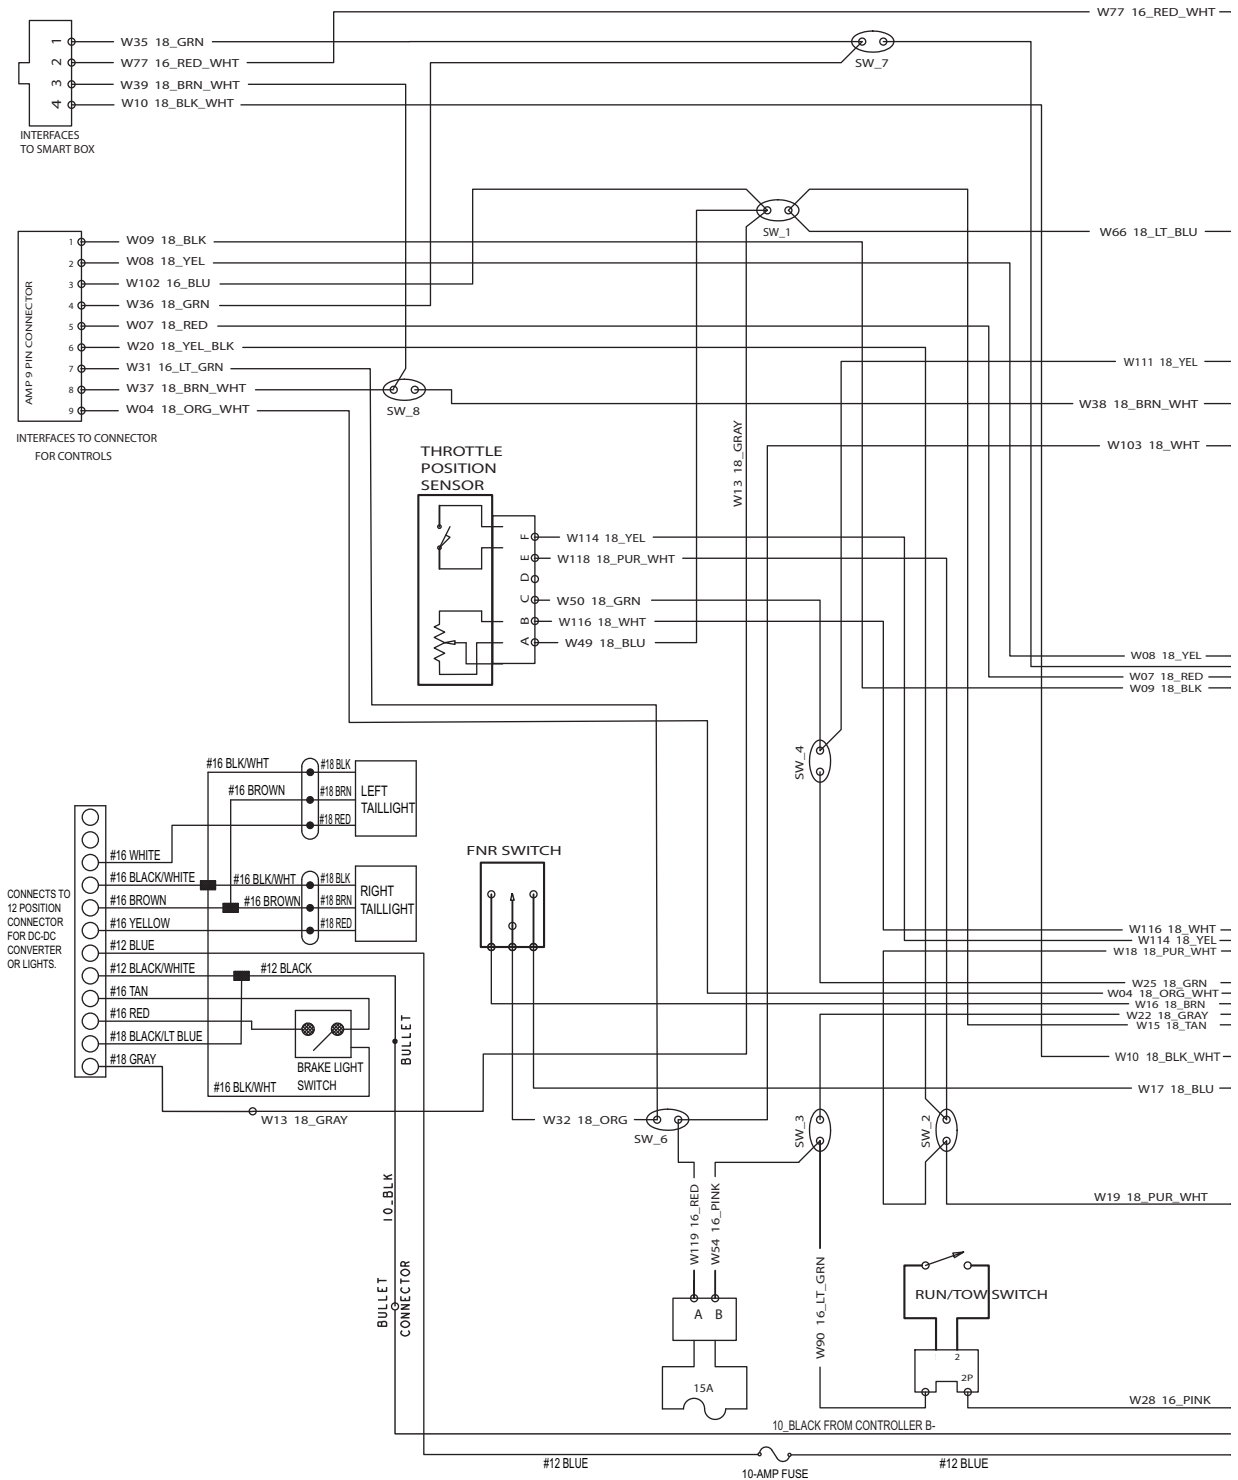 W77 16_RED_WHT
1
W35 18_GRN
SW_7
2
W77 16_RED_WHT
3
W39 18_BRN_WHT
4
W10 18_BLK_WHT
INTERFACES
TO SMART BOX
SW_1
W66 18_LT_BLU
AMP 9 PIN CONNECTOR
1
W09 18_BLK
2
W08 18_YEL
3
W102 16_BLU
4
W36 18_GRN
5
W07 18_RED
6
W20 18_YEL_BLK
7
W31 16_LT_GRN
8
W37 18_BRN_WHT
9
W04 18_ORG_WHT
SW_8
INTERFACES TO CONNECTOR
FOR CONTROLS
W111 18_YEL
W38 18_BRN_WHT
W103 18_WHT
W13 18_GRAY
THROTTLE
POSITION
SENSOR
F
W114 18_YEL
E
W118 18_PUR_WHT
D
C
W50 18_GRN
B
W116 18_WHT
A
W49 18_BLU
W08 18_YEL
W07 18_RED
W09 18_BLK
SW_4
#16 BLK/WHT
#18 BLK
#16 BROWN
#18 BRN
#18 RED
LEFT
TAILLIGHT
#16 WHITE
#16 BLACK/WHITE
#16 BLK/WHT
#18 BLK
#16 BROWN
#16 BROWN
#18 BRN
#16 YELLOW
#18 RED
RIGHT
TAILLIGHT
CONNECTS TO
12 POSITION
CONNECTOR
FOR DC-DC
CONVERTER
OR LIGHTS.
#12 BLUE
#12 BLACK/WHITE
#12 BLACK
#16 TAN
#16 RED
#18 BLACK/LT BLUE
#18 GRAY
BRAKE LIGHT
SWITCH
#16 BLK/WHT
W13 18_GRAY
BULLET
FNR SWITCH
W116 18_WHT
W114 18_YEL
W18 18_PUR_WHT
W25 18_GRN
W04 18_ORG_WHT
W16 18_BRN
W22 18_GRAY
W15 18_TAN
W10 18_BLK_WHT
W17 18_BLU
W32 18_ORG
SW_6
SW_3
SW_2
W19 18_PUR_WHT
10_BLK
BULLET
CONNECTOR
W119 16_RED
W54 16_PINK
A
B
15A
W90 16_LT_GRN
RUN/TOW SWITCH
2
2P
W28 16_PINK
10_BLACK FROM CONTROLLER B-
#12 BLUE
10-AMP FUSE
#12 BLUE